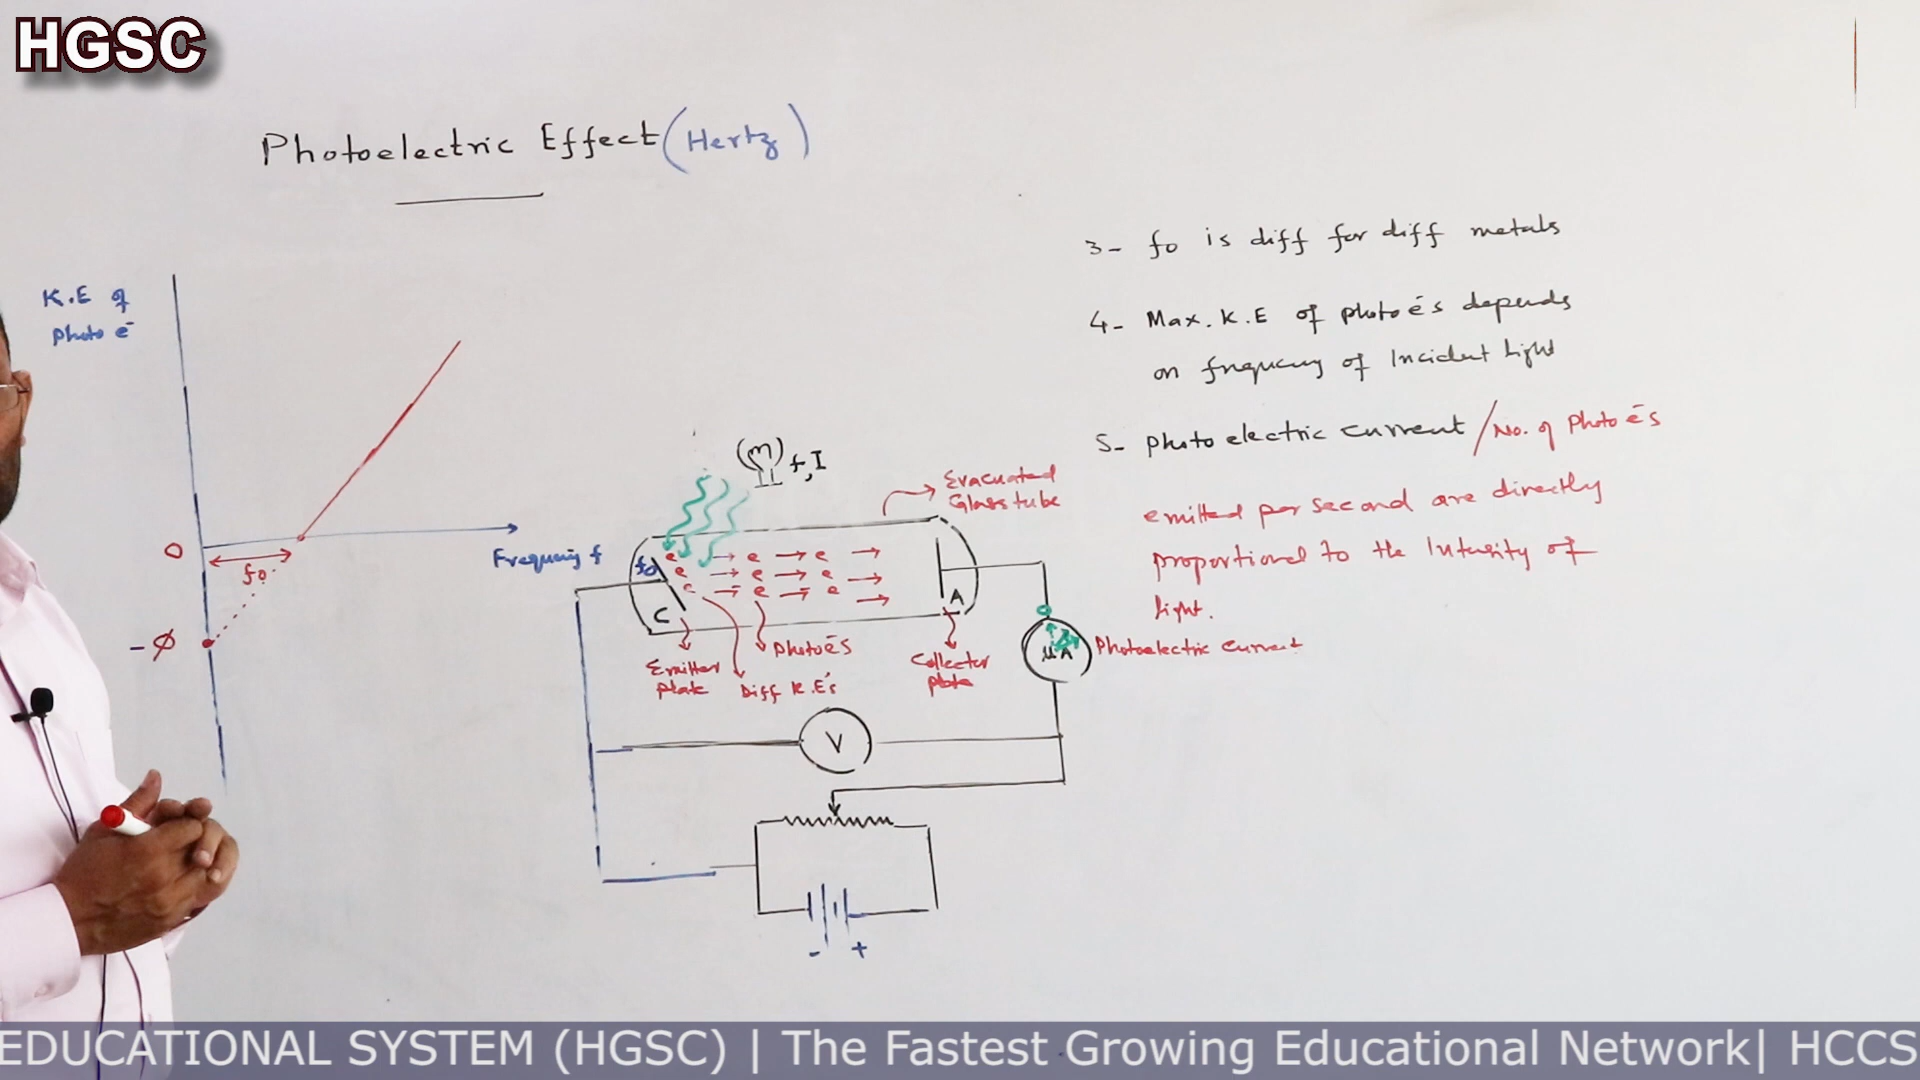 HGSC
Photoelectric Effect (Hertz)
K.E of
Photo e⁻
0
f₀
-Φ
Frequency f
f, I
Evacuated
Glass tube
f₀
e e e
e e e
e e e
C
A
Emitter
plate
Photo e⁻s
Diff K.E's
Collector
plate
μA
Photoelectric Current
V
- +
3- f₀ is diff for diff metals
4- Max. K.E of photo e⁻s depends
on frequency of Incident light
5- photo electric current / No. of Photo e⁻s
emitted per second are directly
proportional to the Intensity of
light.
EDUCATIONAL SYSTEM (HGSC) | The Fastest Growing Educational Network| HCCS